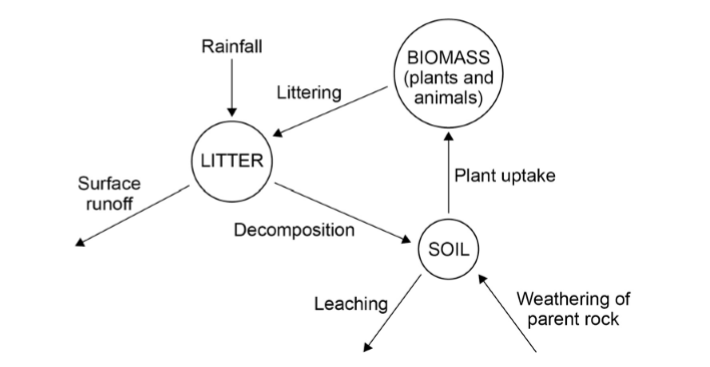 Rainfall
BIOMASS
(plants and
animals)
Littering
LITTER
Surface
runoff
Plant uptake
Decomposition
SOIL
Leaching
Weathering of
parent rock